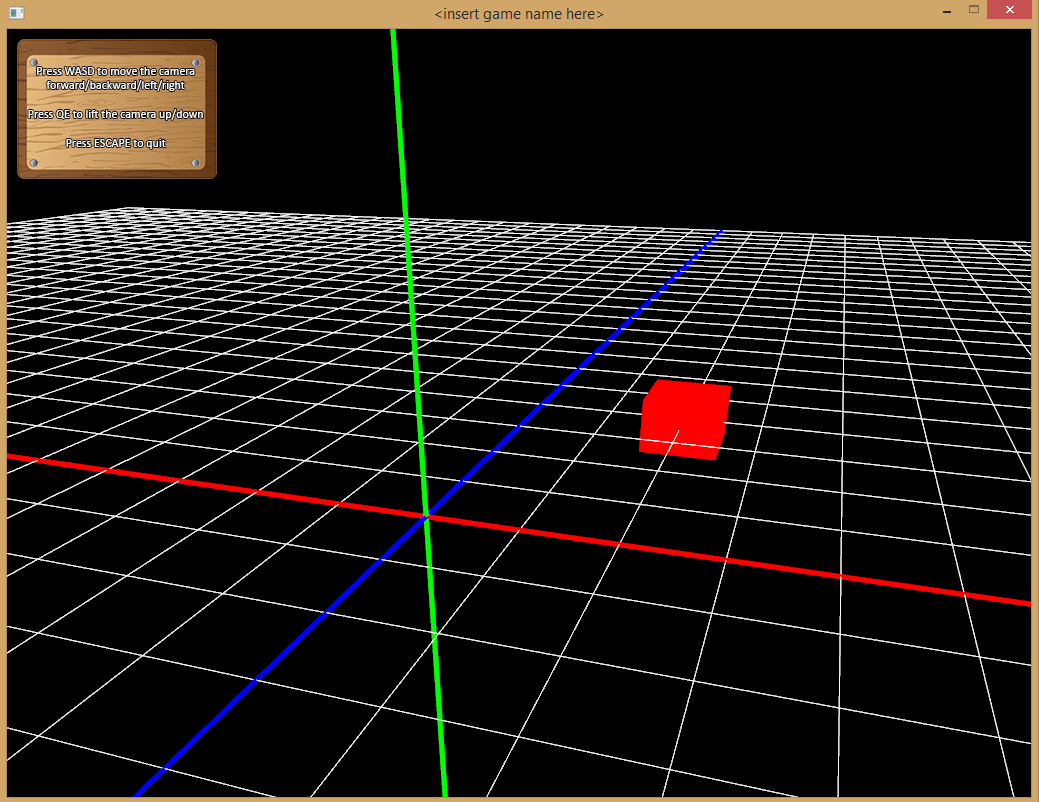 <insert game name here>
Press WASD to move the camera
forward/backward/left/right
Press QE to lift the camera up/down
Press ESCAPE to quit